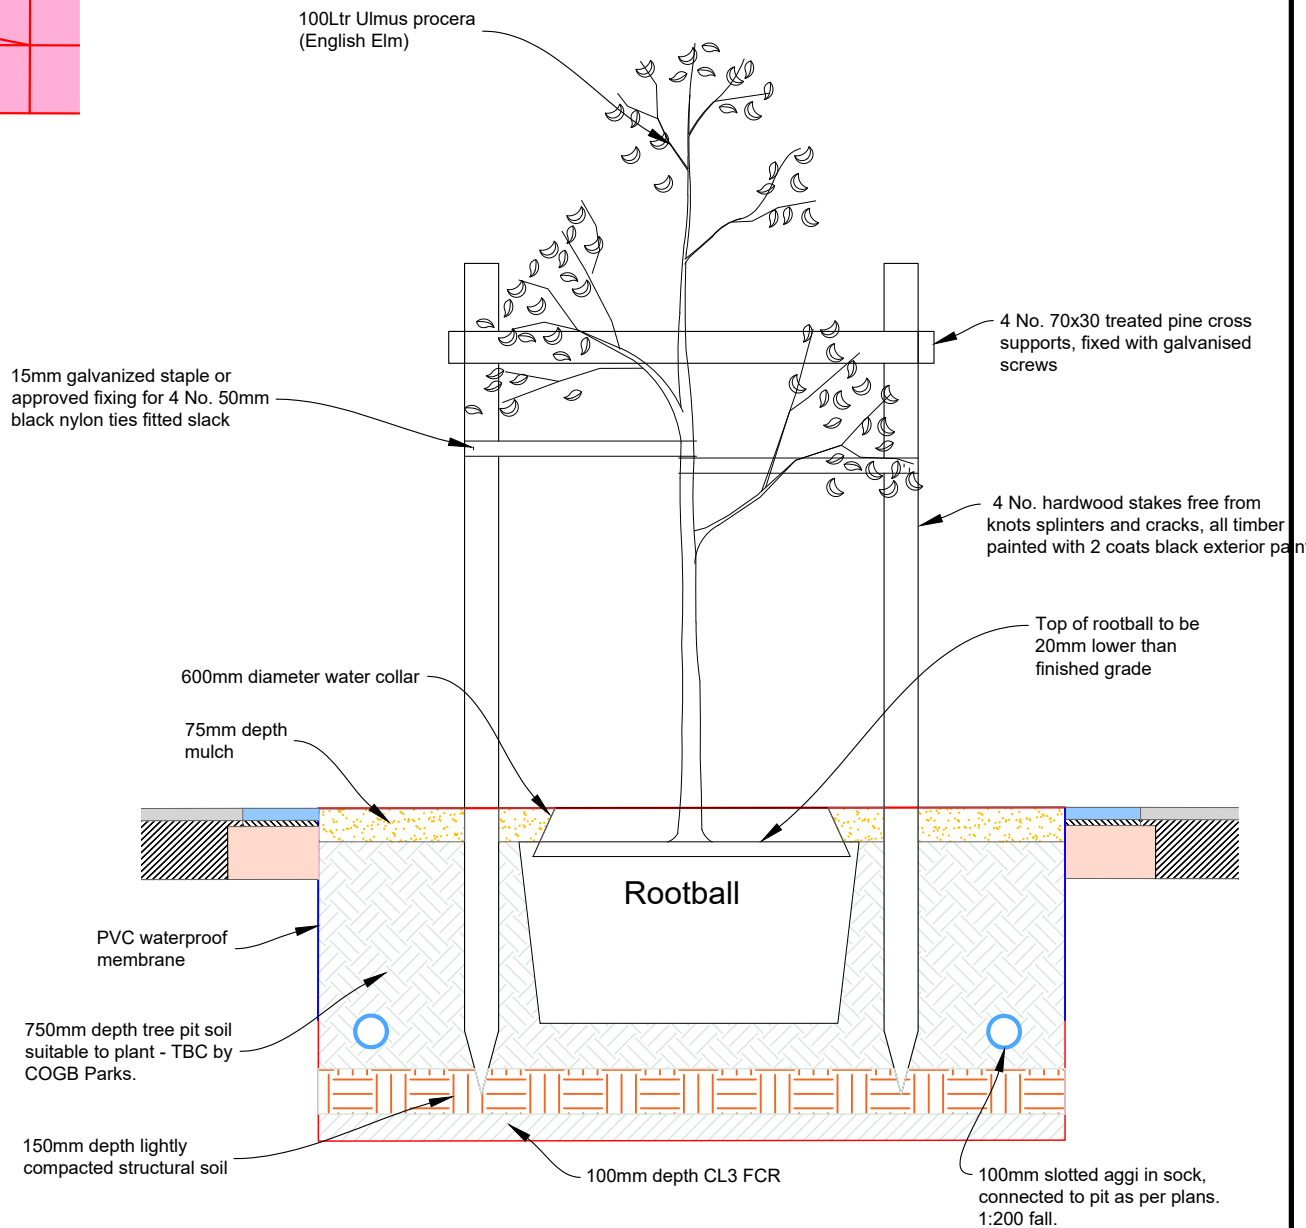 100Ltr Ulmus procera
(English Elm)
4 No. 70x30 treated pine cross
supports, fixed with galvanised
screws
15mm galvanized staple or
approved fixing for 4 No. 50mm
black nylon ties fitted slack
4 No. hardwood stakes free from
knots splinters and cracks, all timber
painted with 2 coats black exterior pain
Top of rootball to be
20mm lower than
finished grade
600mm diameter water collar
75mm depth
mulch
Rootball
PVC waterproof
membrane
750mm depth tree pit soil
suitable to plant - TBC by
COGB Parks.
150mm depth lightly
compacted structural soil
100mm depth CL3 FCR
100mm slotted aggi in sock,
connected to pit as per plans.
1:200 fall.